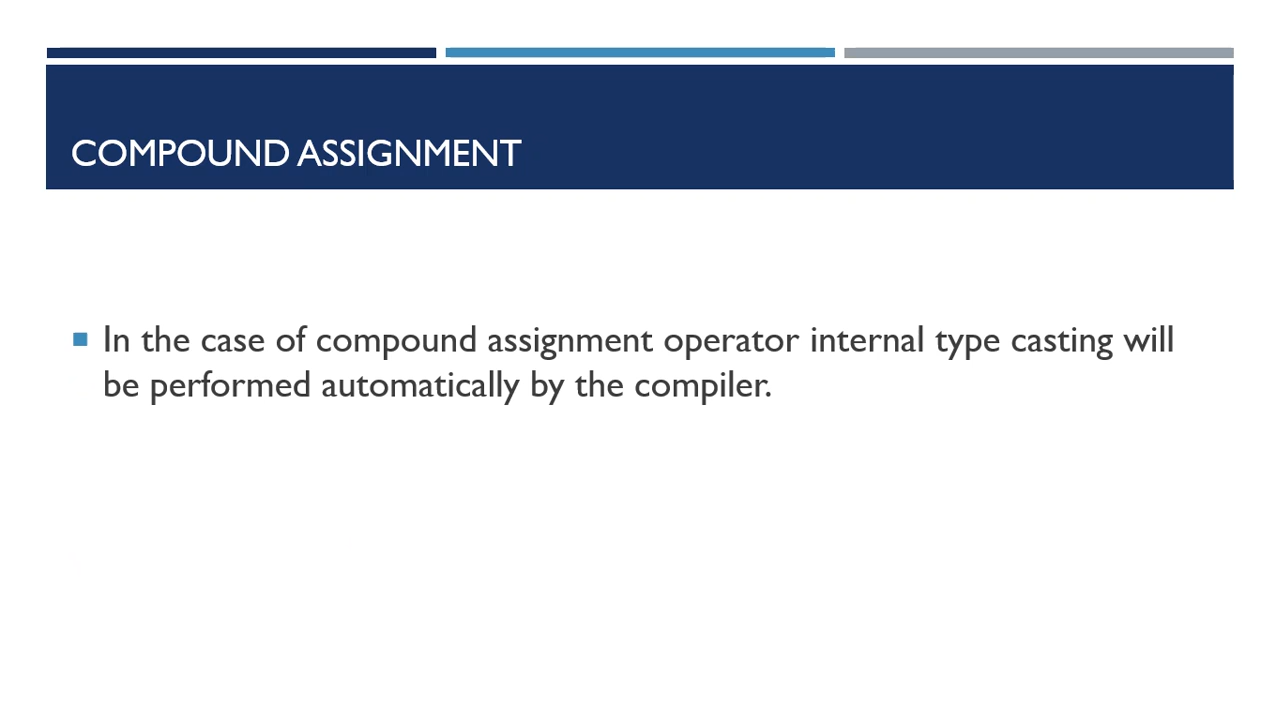 COMPOUND ASSIGNMENT
In the case of compound assignment operator internal type casting will
be performed automatically by the compiler.